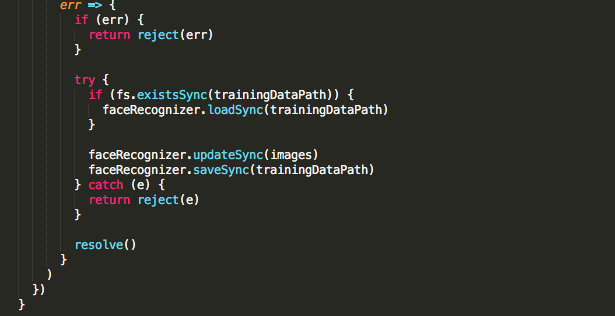 err => {
if (err) {
return reject(err)
}
try {
if (fs.existsSync(trainingDataPath)) {
faceRecognizer.loadSync(trainingDataPath)
}
faceRecognizer.updateSync(images)
faceRecognizer.saveSync(trainingDataPath)
} catch (e) {
return reject(e)
}
resolve()
}
)
})
}